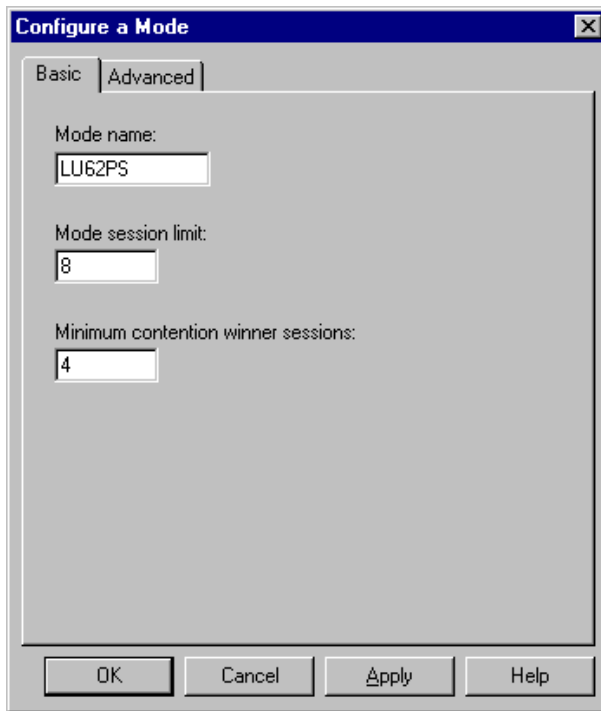 Configure a Mode
Basic Advanced
Mode name:
LU62PS
Mode session limit:
8
Minimum contention winner sessions:
4
OK Cancel Apply Help